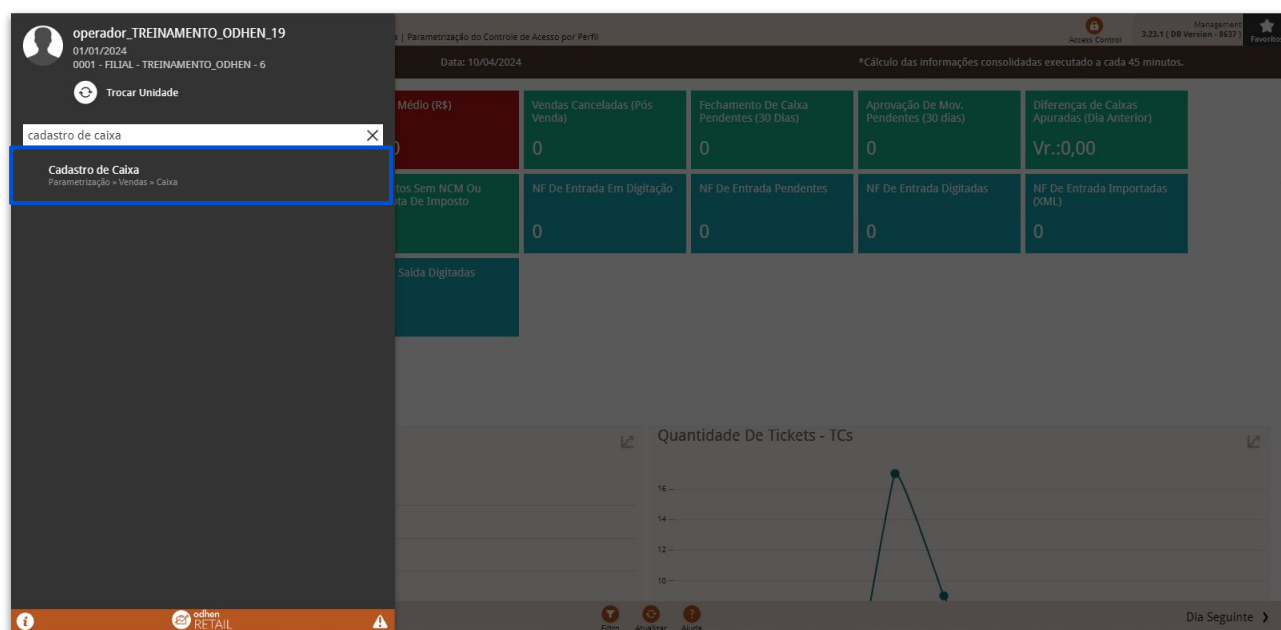 operador_TREINAMENTO_ODHEN_19
01/01/2024
0001 - FILIAL - TREINAMENTO_ODHEN - 6
Trocar Unidade
cadastro de caixa
Cadastro de Caixa
Parametrização » Vendas » Caixa
| Parametrização do Controle de Acesso por Perfil
Access Control
Management
3.23.1 ( DB Version - 8637 )
Favoritos
Data: 10/04/2024
*Cálculo das informações consolidadas executado a cada 45 minutos.
Médio (R$)
Vendas Canceladas (Pós Venda)
0
Fechamento De Caixa Pendentes (30 Dias)
0
Aprovação De Mov. Pendentes (30 dias)
0
Diferenças de Caixas Apuradas (Dia Anterior)
Vr.:0,00
tos Sem NCM Ou
ta De Imposto
NF De Entrada Em Digitação
0
NF De Entrada Pendentes
0
NF De Entrada Digitadas
0
NF De Entrada Importadas (XML)
0
Saída Digitadas
Quantidade De Tickets - TCs
16
14
12
10
odhen
RETAIL
Filtro
Atualizar
Ajuda
Dia Seguinte